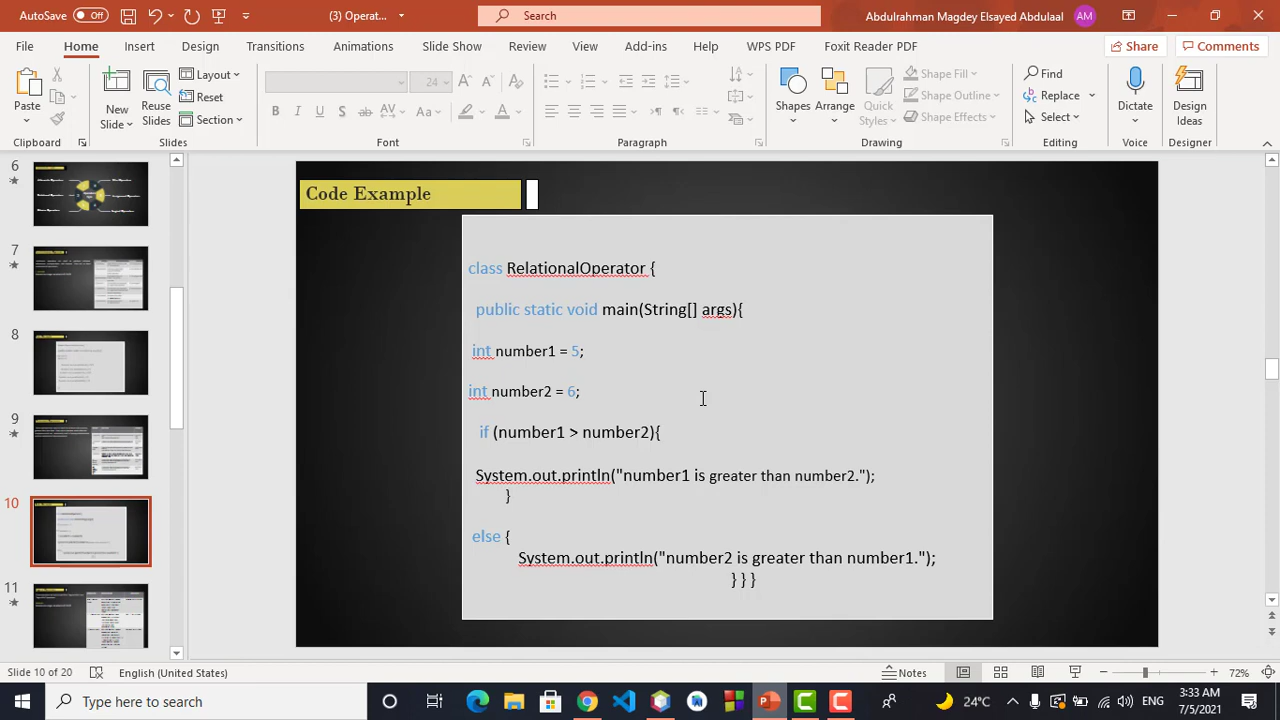 AutoSave Off
(10) Operat...
Search
Abdulrahman Magdey Elsayed Abdulaal
AM
File Home Insert Design Transitions Animations Slide Show Review View Add-ins Help WPS PDF Foxit Reader PDF Share Comments
Paste
New Slide
Reuse Slides
Layout
Reset
Section
24
B I U S ab AV Aa A
Shapes
Arrange
Quick Styles
Shape Fill
Shape Outline
Shape Effects
Find
Replace
Select
Dictate
Design Ideas
Clipboard Slides Font Paragraph Drawing Editing Voice Designer
6
7
8
9
10
11
Code Example
class RelationalOperator {
public static void main(String[] args){
int number1 = 5;
int number2 = 6;
if (number1 > number2){
System.out.println("number1 is greater than number2.");
}
else {
System.out.println("number2 is greater than number1.");
} } }
Slide 10 of 20 English (United States) Notes 72%
Type here to search
24°C ENG
3:33 AM
7/5/2021